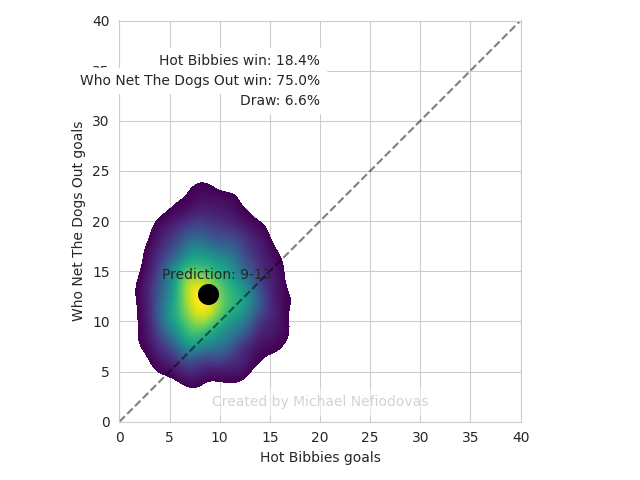 40
Hot Bibbies win: 18.4%
35
Who Net The Dogs Out win: 75.0%
Draw: 6.6%
30
25
20
15
Prediction: 9-13
10
5
0
Who Net The Dogs Out goals
Created by Michael Nefiodovas
0 5 10 15 20 25 30 35 40
Hot Bibbies goals